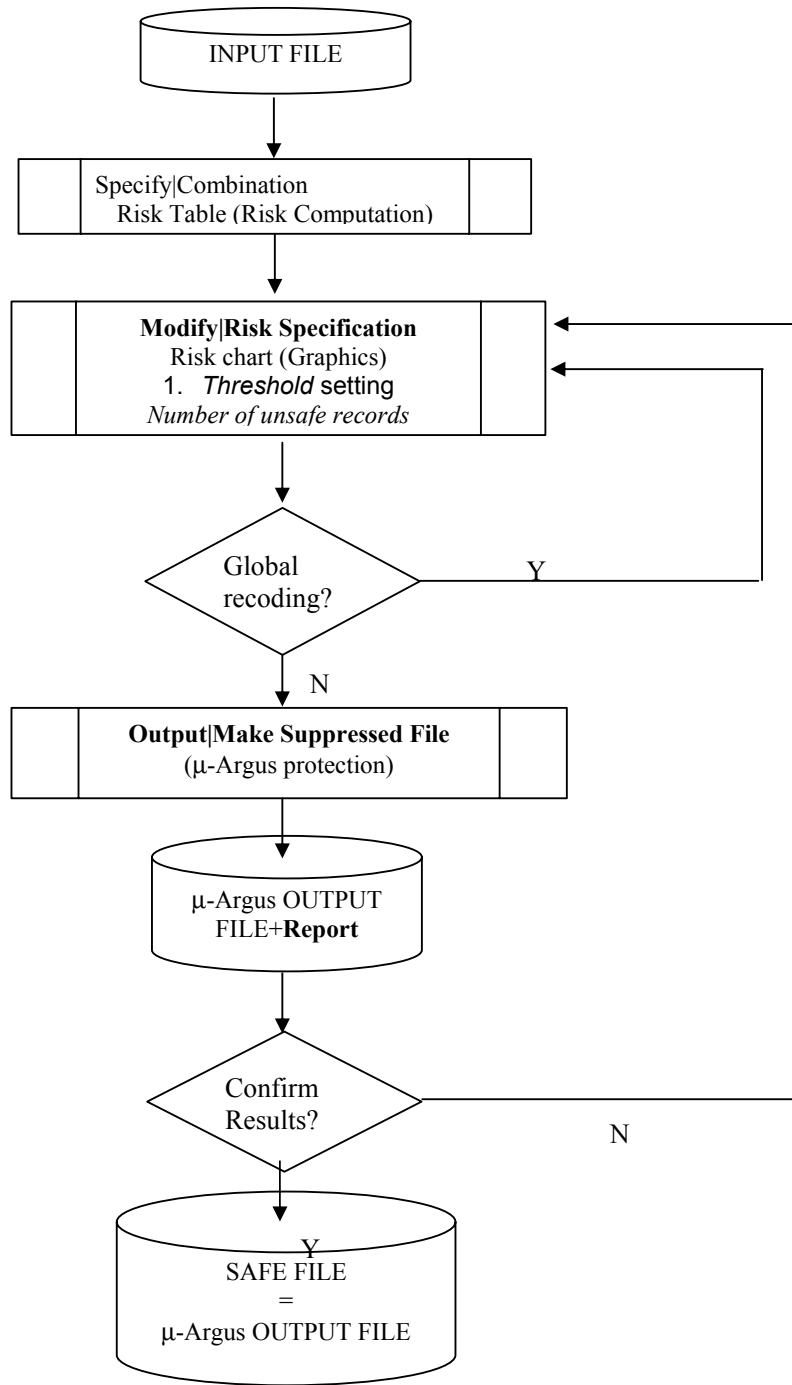 INPUT FILE
Specify|Combination
Risk Table (Risk Computation)
Modify|Risk Specification
Risk chart (Graphics)
1. Threshold setting
Number of unsafe records
Global
recoding?
Y
N
Output|Make Suppressed File
(μ-Argus protection)
μ-Argus OUTPUT
FILE+Report
Confirm
Results?
N
Y
SAFE FILE
=
μ-Argus OUTPUT FILE